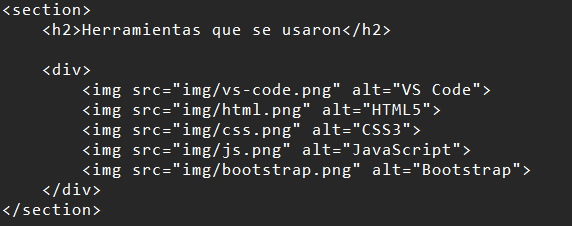 <section>
<h2>Herramientas que se usaron</h2>
<div>
<img src="img/vs-code.png" alt="VS Code">
<img src="img/html.png" alt="HTML5">
<img src="img/css.png" alt="CSS3">
<img src="img/js.png" alt="JavaScript">
<img src="img/bootstrap.png" alt="Bootstrap">
</div>
</section>